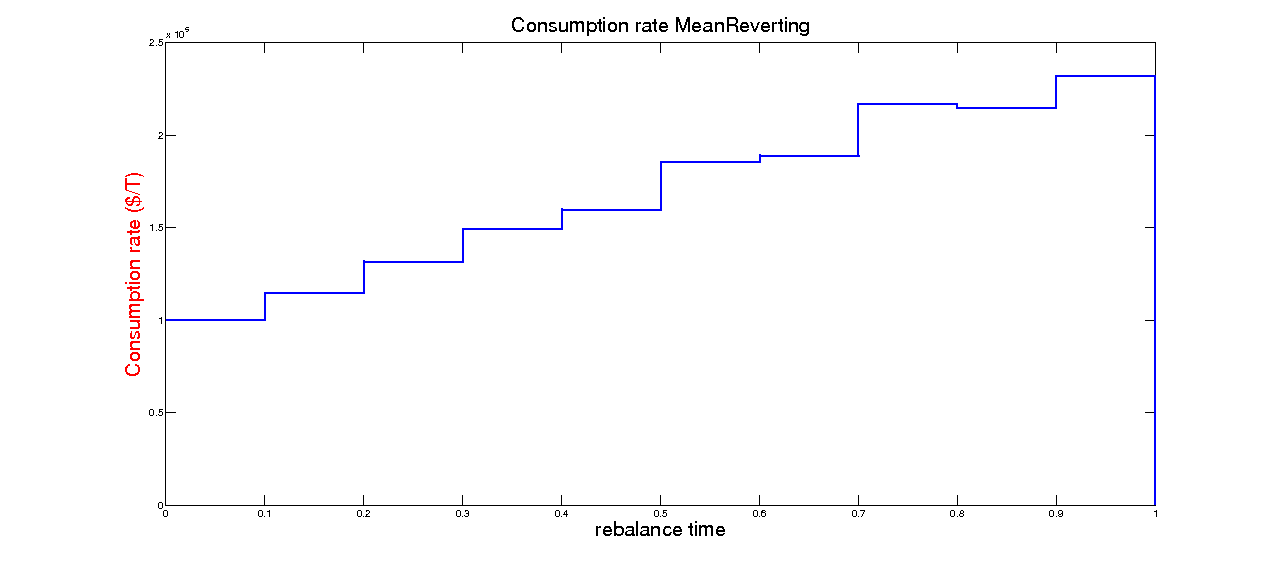 Consumption rate MeanReverting
x 10^5
2.5
2
1.5
1
0.5
0
Consumption rate ($/T)
0 0.1 0.2 0.3 0.4 0.5 0.6 0.7 0.8 0.9 1
rebalance time